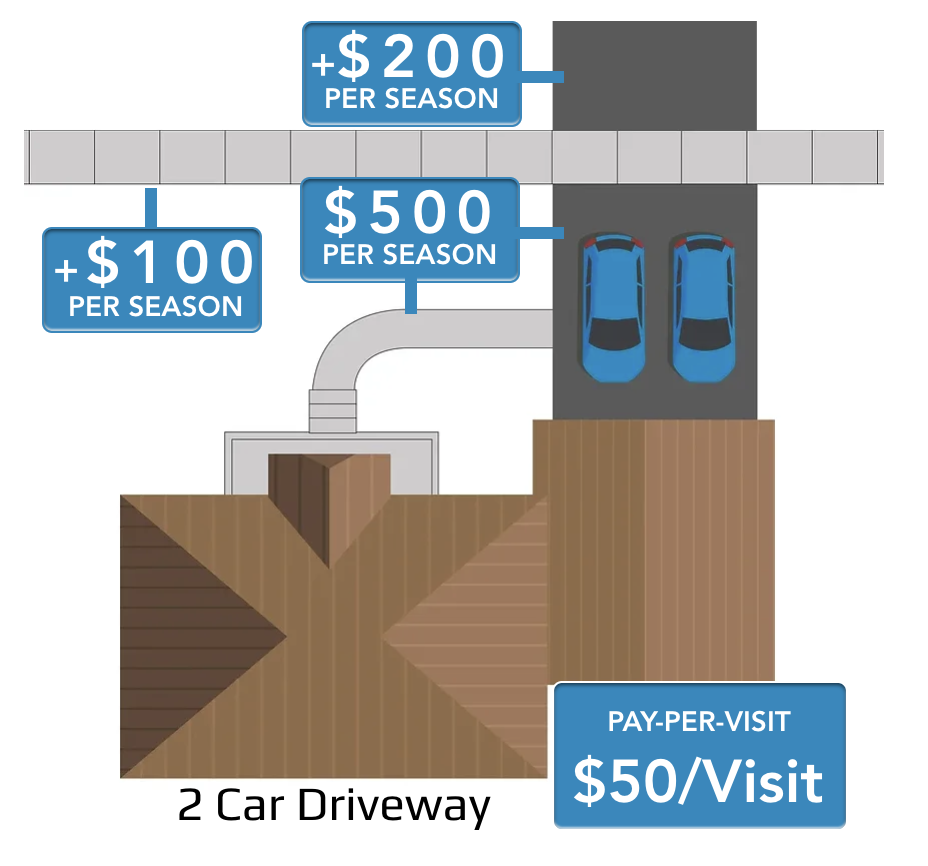 +$200
PER SEASON
$500
PER SEASON
+$100
PER SEASON
PAY-PER-VISIT
$50/Visit
2 Car Driveway